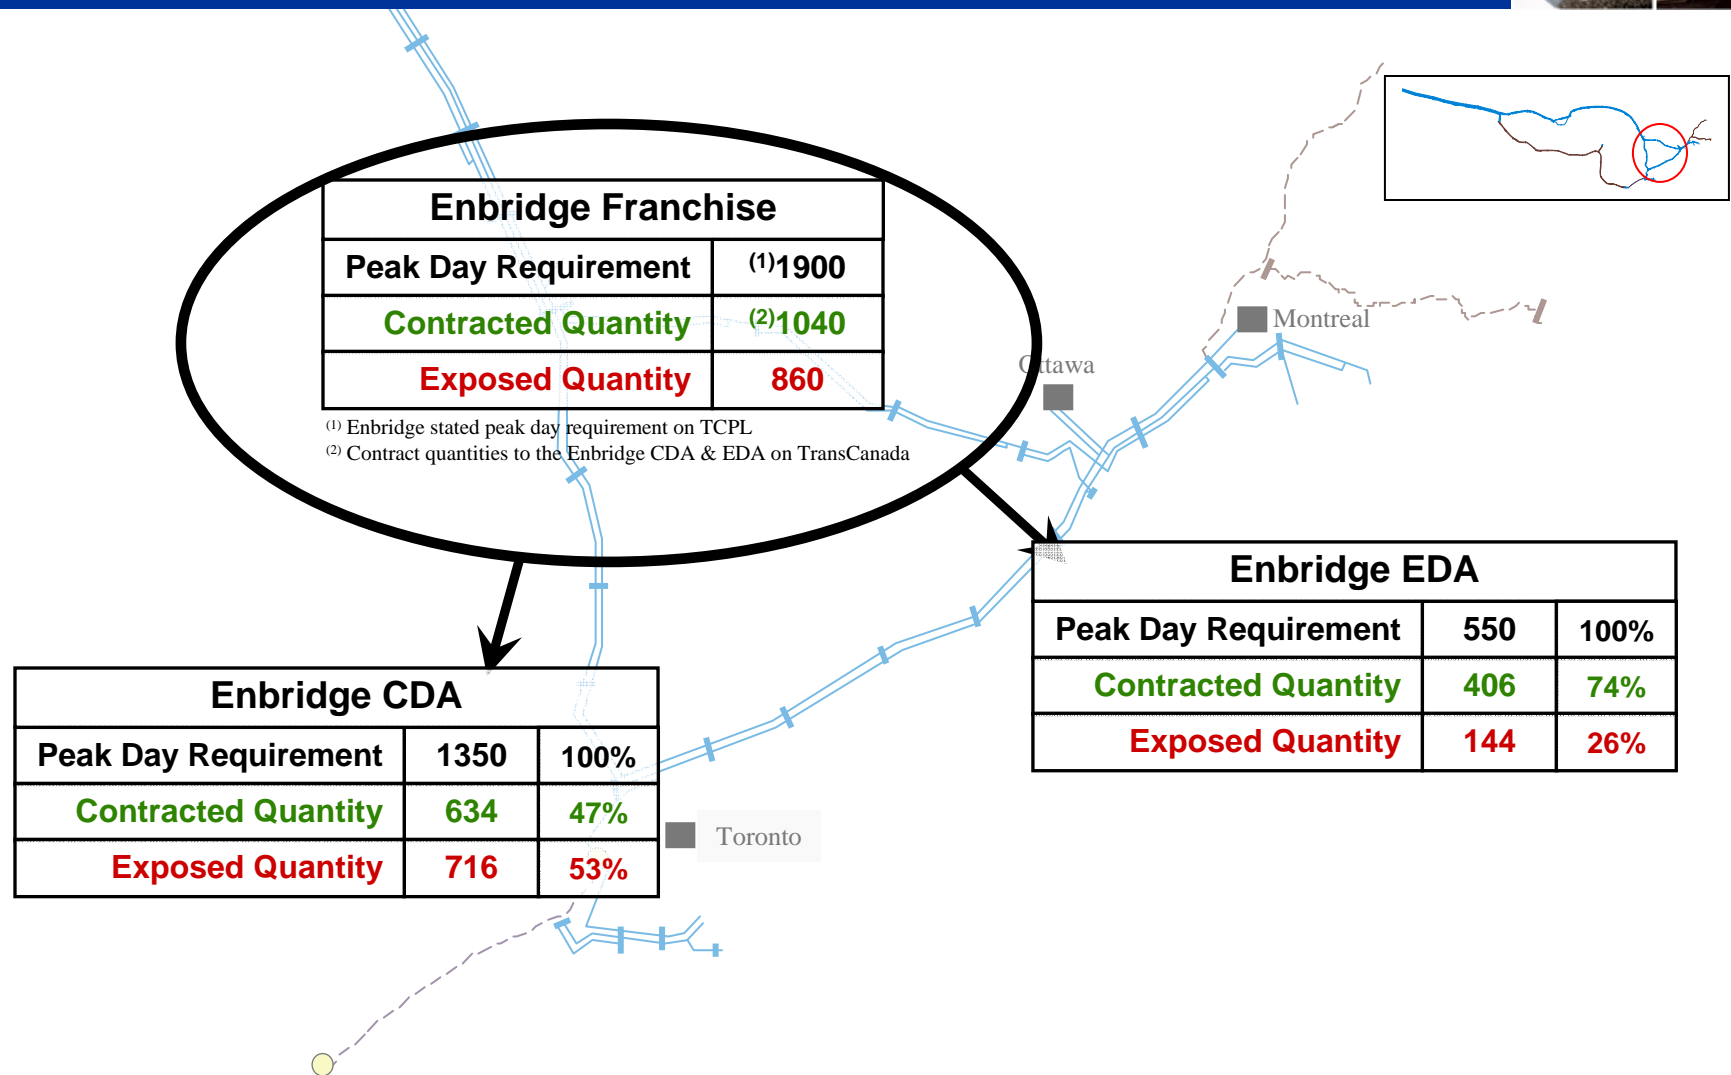 Enbridge Franchise
Peak Day Requirement (1)1900
Contracted Quantity (2)1040
Exposed Quantity 860
(1) Enbridge stated peak day requirement on TCPL
(2) Contract quantities to the Enbridge CDA & EDA on TransCanada
Montreal
Ottawa
Enbridge EDA
Peak Day Requirement 550 100%
Contracted Quantity 406 74%
Exposed Quantity 144 26%
Enbridge CDA
Peak Day Requirement 1350 100%
Contracted Quantity 634 47%
Exposed Quantity 716 53%
Toronto